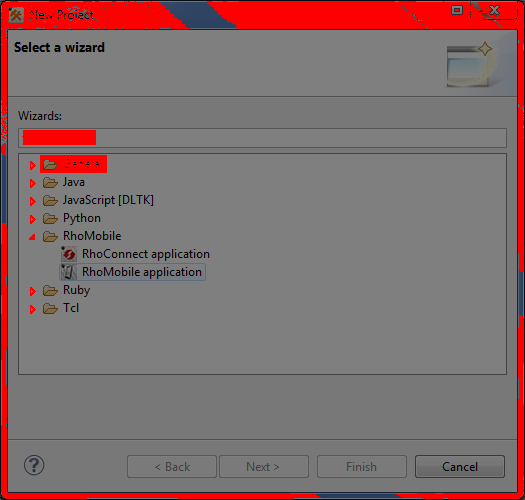 New Project
Select a wizard
Wizards:
General
Java
JavaScript [DLTK]
Python
RhoMobile
RhoConnect application
RhoMobile application
Ruby
Tcl
?
< Back
Next >
Finish
Cancel